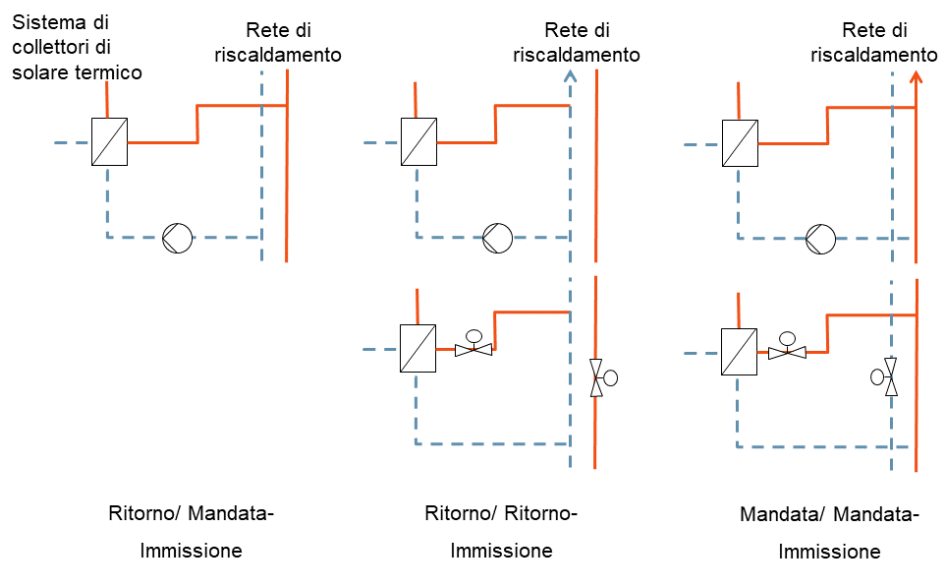 Sistema di
collettori di
solare termico
Rete di
riscaldamento
Rete di
riscaldamento
Rete di
riscaldamento
Ritorno/ Mandata-
Immissione
Ritorno/ Ritorno-
Immissione
Mandata/ Mandata-
Immissione